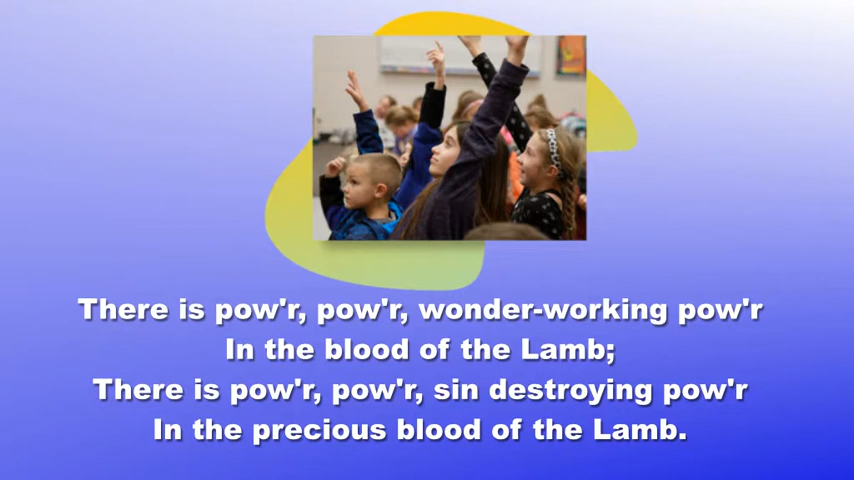 There is pow'r, pow'r, wonder-working pow'r
In the blood of the Lamb;
There is pow'r, pow'r, sin destroying pow'r
In the precious blood of the Lamb.